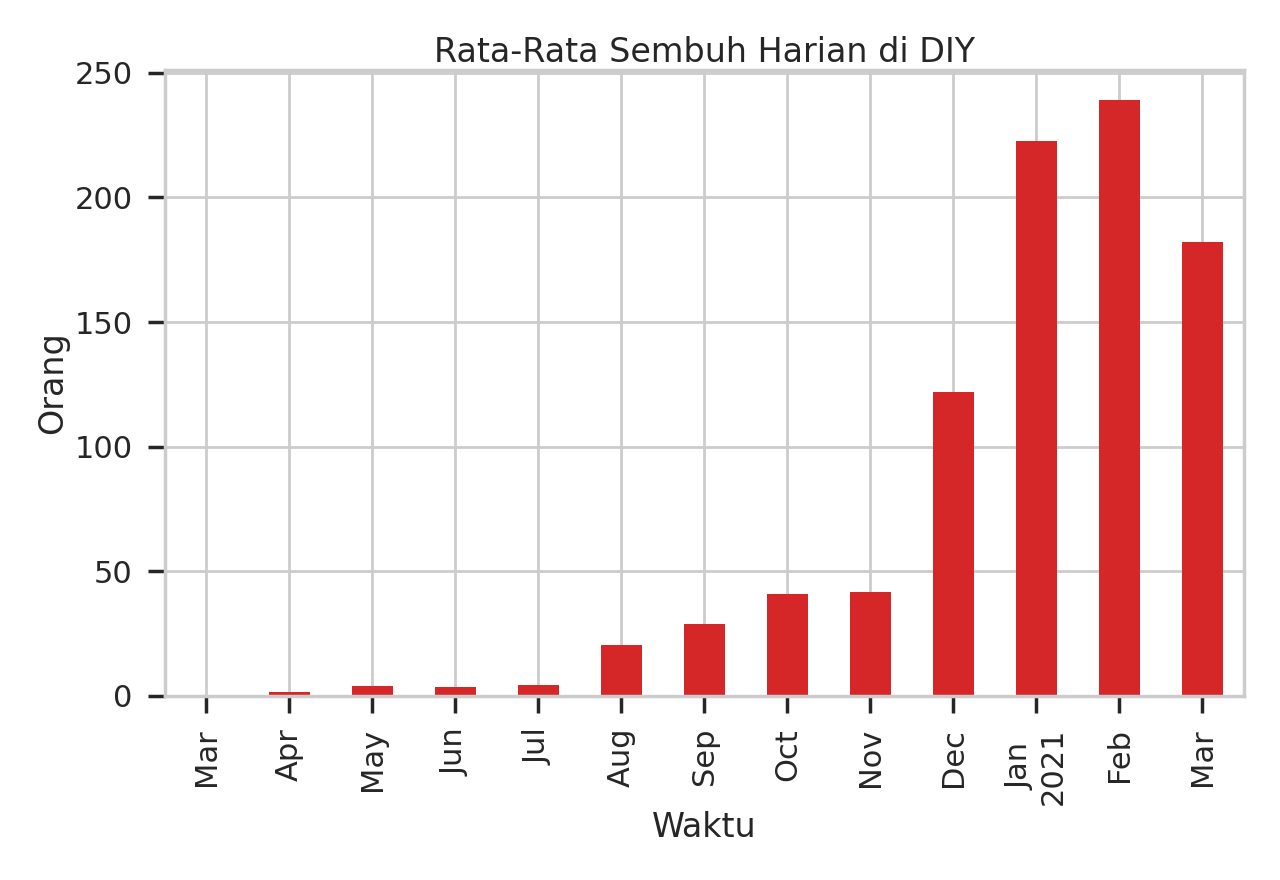 Rata-Rata Sembuh Harian di DIY
250
200
150
100
50
0
Orang
Mar
Apr
May
Jun
Jul
Aug
Sep
Oct
Nov
Dec
Jan
2021
Feb
Mar
Waktu